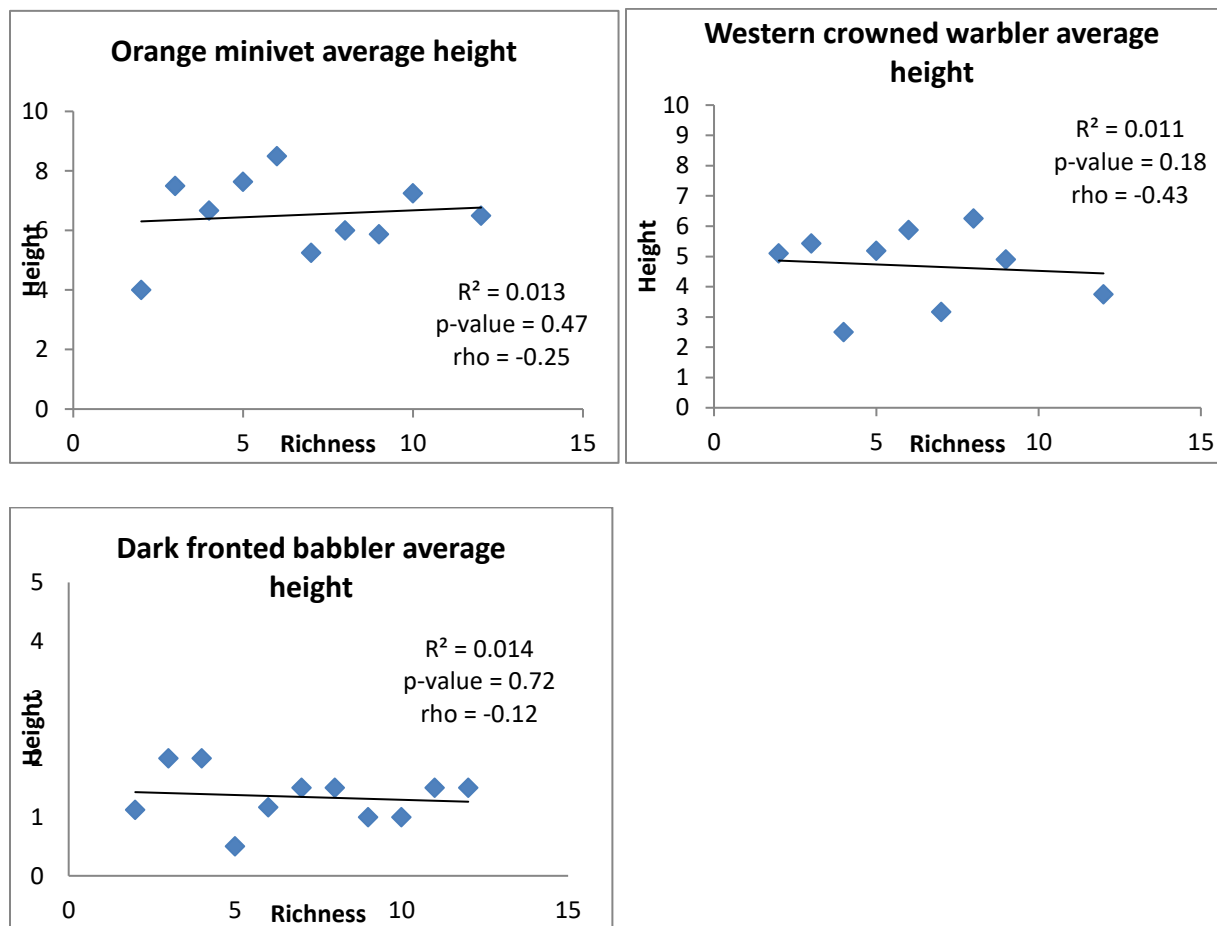 Orange minivet average height
10
8
6
4
2
0
Height
R² = 0.013
p-value = 0.47
rho = -0.25
0 5 10 15
Richness
Western crowned warbler average
height
10
9
8
7
6
5
4
3
2
1
0
Height
R² = 0.011
p-value = 0.18
rho = -0.43
0 5 10 15
Richness
Dark fronted babbler average
height
5
4
3
2
1
0
Height
R² = 0.014
p-value = 0.72
rho = -0.12
0 5 10 15
Richness